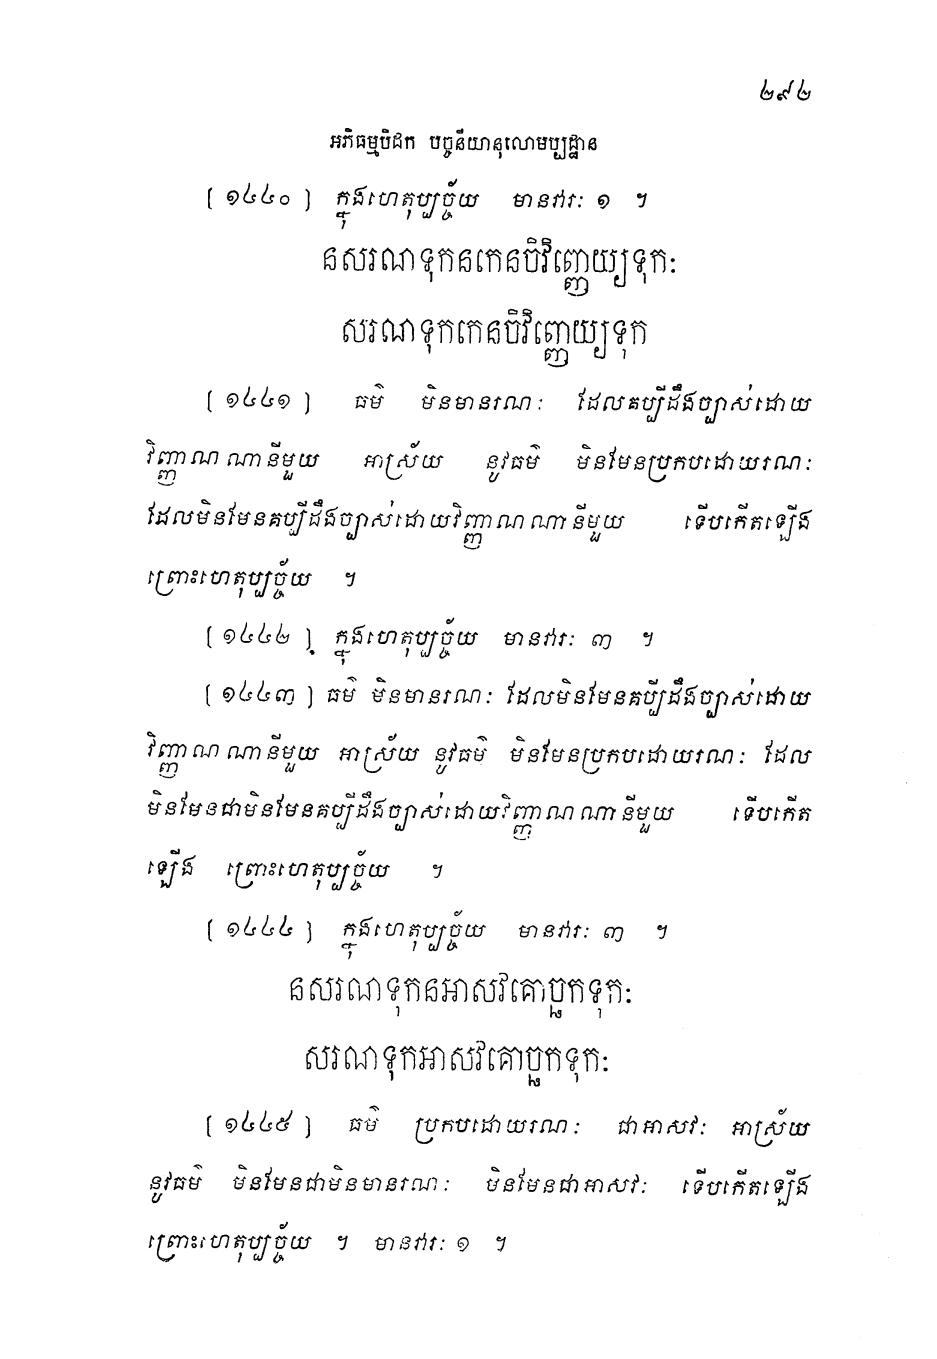 ២៩២
អភិធម្មបិដក បច្ចនីយានុលោមប្បដ្ឋាន
[១៤៤០] ក្នុងហេតុប្បច្ច័យ មានវារៈ ១ ។
នសរណទុកនកេនចិវិញ្ញេយ្យទុកៈ
សរណទុកកេនចិវិញ្ញេយ្យទុក
[១៤៤១] ធម៌ មិនមានរណៈ ដែលគប្បីដឹងច្បាស់ដោយ
វិញ្ញាណណានីមួយ អាស្រ័យ នូវធម៌ មិនមែនប្រកបដោយរណៈ
ដែលមិនមែនគប្បីដឹងច្បាស់ដោយវិញ្ញាណណានីមួយ ទើបកើតឡើង
ព្រោះហេតុប្បច្ច័យ ។
[១៤៤២] ក្នុងហេតុប្បច្ច័យ មានវារៈ ៣ ។
[១៤៤៣] ធម៌ មិនមានរណៈ ដែលមិនមែនគប្បីដឹងច្បាស់ដោយ
វិញ្ញាណណានីមួយ អាស្រ័យ នូវធម៌ មិនមែនប្រកបដោយរណៈ ដែល
មិនមែនជាមិនមែនគប្បីដឹងច្បាស់ដោយវិញ្ញាណណានីមួយ ទើបកើត
ឡើង ព្រោះហេតុប្បច្ច័យ ។
[១៤៤៤] ក្នុងហេតុប្បច្ច័យ មានវារៈ ៣ ។
នសរណទុកនអាសវគោច្ឆកទុកៈ
សរណទុកអាសវគោច្ឆកទុកៈ
[១៤៤៥] ធម៌ ប្រកបដោយរណៈ ជាអាសវៈ អាស្រ័យ
នូវធម៌ មិនមែនជាមិនមានរណៈ មិនមែនជាអាសវៈ ទើបកើតឡើង
ព្រោះហេតុប្បច្ច័យ ។ មានវារៈ ១ ។